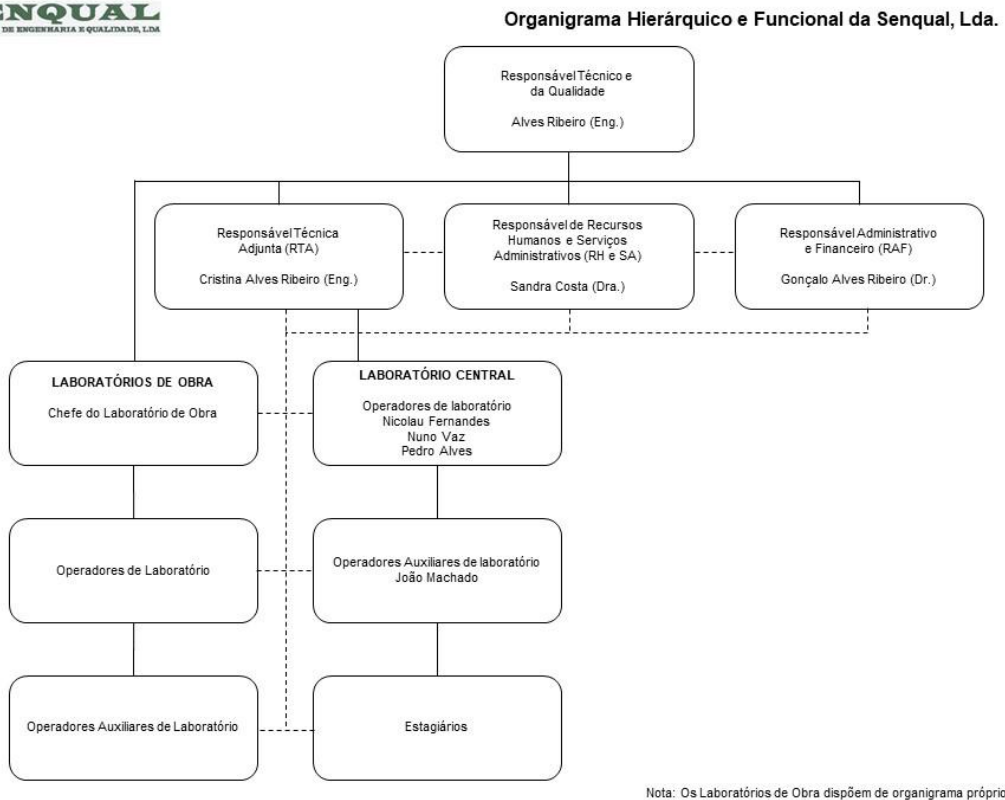 ENQUAL
DE ENGENHARIA E QUALIDADE, LDA
Organigrama Hierárquico e Funcional da Senqual, Lda.
Responsável Técnico e
da Qualidade
Alves Ribeiro (Eng.)
Responsável Técnica
Adjunta (RTA)
Cristina Alves Ribeiro (Eng.)
Responsável de Recursos
Humanos e Serviços
Administrativos (RH e SA)
Sandra Costa (Dra.)
Responsável Administrativo
e Financeiro (RAF)
Gonçalo Alves Ribeiro (Dr.)
LABORATÓRIOS DE OBRA
Chefe do Laboratório de Obra
LABORATÓRIO CENTRAL
Operadores de laboratório
Nicolau Fernandes
Nuno Vaz
Pedro Alves
Operadores de Laboratório
Operadores Auxiliares de laboratório
João Machado
Operadores Auxiliares de Laboratório
Estagiários
Nota: Os Laboratórios de Obra dispõem de organigrama próprio